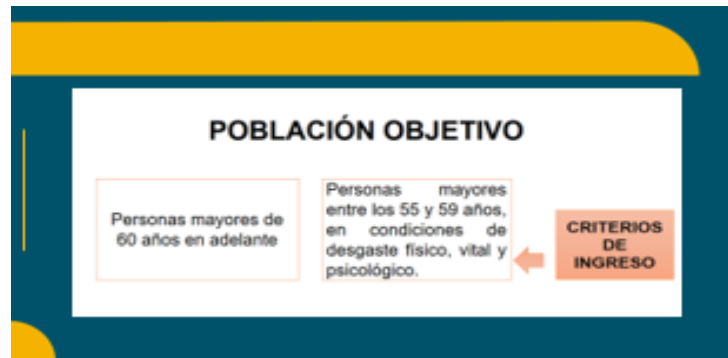 POBLACIÓN OBJETIVO
Personas mayores de
60 años en adelante
Personas mayores
entre los 55 y 59 años,
en condiciones de
desgaste físico, vital y
psicológico.
CRITERIOS
DE
INGRESO